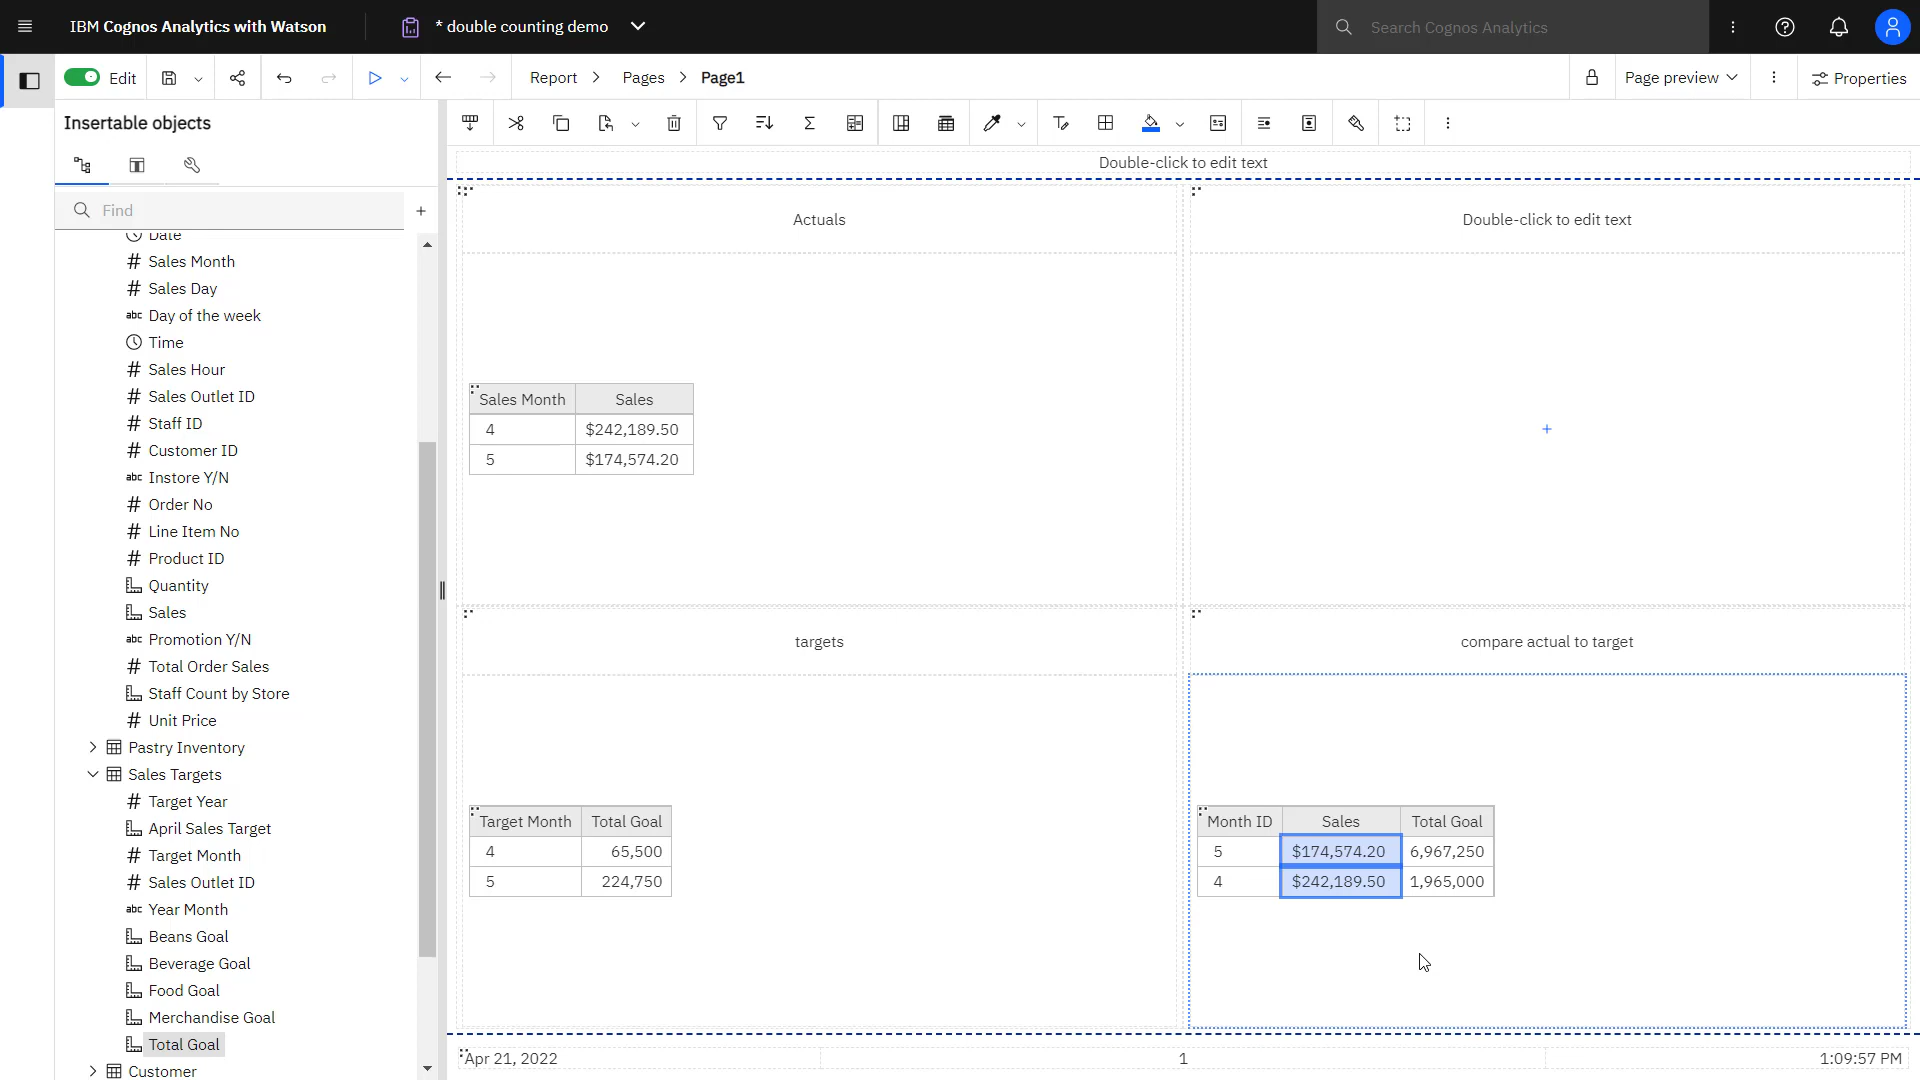 IBM Cognos Analytics with Watson
* double counting demo
Search Cognos Analytics
Edit
Report > Pages > Page1
Page preview
Properties
Insertable objects
Find
Date
# Sales Month
# Sales Day
abc Day of the week
Time
# Sales Hour
# Sales Outlet ID
# Staff ID
# Customer ID
abc Instore Y/N
# Order No
# Line Item No
# Product ID
Quantity
Sales
abc Promotion Y/N
# Total Order Sales
Staff Count by Store
# Unit Price
Pastry Inventory
Sales Targets
# Target Year
April Sales Target
# Target Month
# Sales Outlet ID
abc Year Month
Beans Goal
Beverage Goal
Food Goal
Merchandise Goal
Total Goal
Customer
Double-click to edit text
Actuals
Sales Month Sales
4 $242,189.50
5 $174,574.20
Double-click to edit text
targets
Target Month Total Goal
4 65,500
5 224,750
compare actual to target
Month ID Sales Total Goal
5 $174,574.20 6,967,250
4 $242,189.50 1,965,000
Apr 21, 2022
1
1:09:57 PM